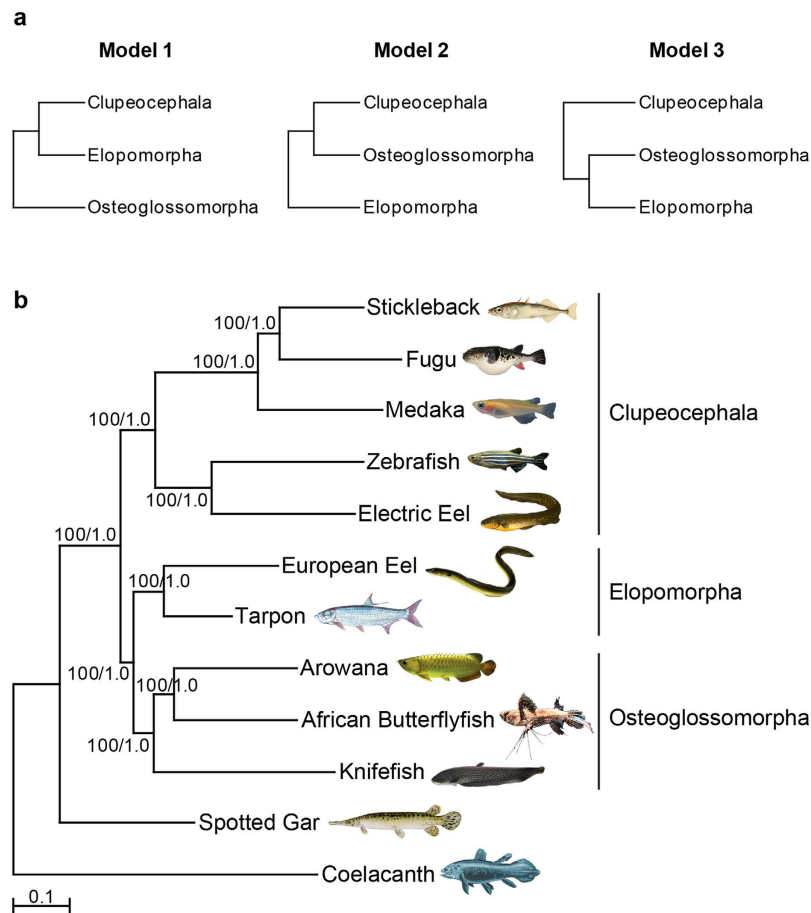 a
Model 1
Model 2
Model 3
Clupeocephala
Elopomorpha
Osteoglossomorpha
Clupeocephala
Osteoglossomorpha
Elopomorpha
Clupeocephala
Osteoglossomorpha
Elopomorpha
b
Stickleback
100/1.0
Fugu
100/1.0
Medaka
Clupeocephala
100/1.0
Zebrafish
100/1.0
Electric Eel
100/1.0
European Eel
100/1.0
Elopomorpha
Tarpon
Arowana
100/1.0
100/1.0
African Butterflyfish
Osteoglossomorpha
100/1.0
Knifefish
Spotted Gar
Coelacanth
0.1